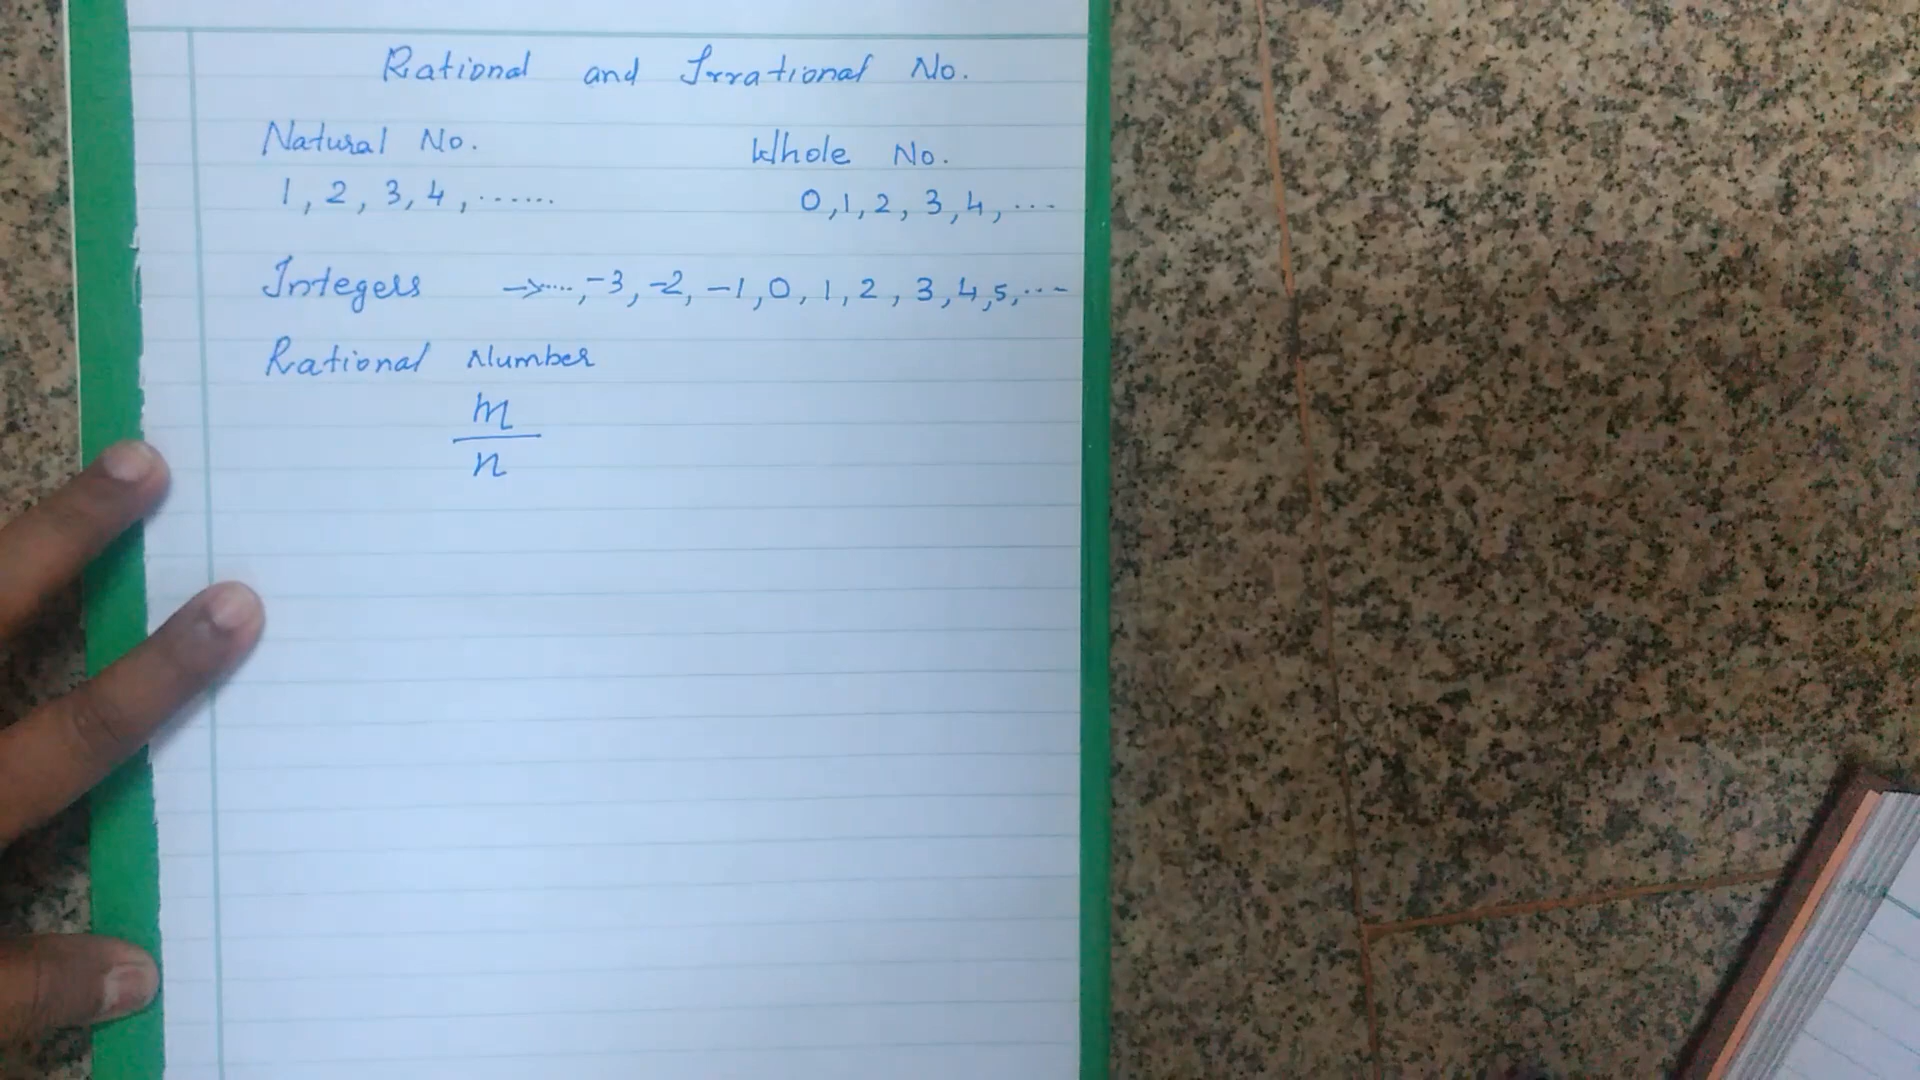 Rational and Irrational No.
Natural No. Whole No.
1, 2, 3, 4, ...... 0, 1, 2, 3, 4, ...
Integers →...., -3, -2, -1, 0, 1, 2, 3, 4, 5, ...
Rational Number
m
n